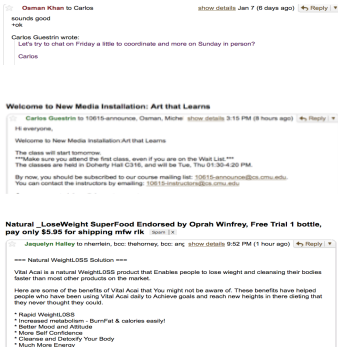 Osman Khan to Carlos show details Jan 7 (6 days ago) Reply
sounds good
+ok
Carlos Guestrin wrote:
Let's try to chat on Friday a little to coordinate and more on Sunday in person?
Carlos
Welcome to New Media Installation: Art that Learns
Carlos Guestrin to 10615-announce, Osman, Michel show details 3:15 PM (8 hours ago) Reply
Hi everyone,
Welcome to New Media Installation:Art that Learns
The class will start tomorrow.
***Make sure you attend the first class, even if you are on the Wait List.***
The classes are held in Doherty Hall C316, and will be Tue, Thu 01:30-4:20 PM.
By now, you should be subscribed to our course mailing list: 10615-announce@cs.cmu.edu.
You can contact the instructors by emailing: 10615-instructors@cs.cmu.edu
Natural _LoseWeight SuperFood Endorsed by Oprah Winfrey, Free Trial 1 bottle,
pay only $5.95 for shipping mfw rlk Spam | X
Jaquelyn Halley to nherrlein, bcc: thehorney, bcc: ang show details 9:52 PM (1 hour ago) Reply
=== Natural WeightL0SS Solution ===
Vital Acai is a natural WeightL0SS product that Enables people to lose wieght and cleansing their bodies
faster than most other products on the market.
Here are some of the benefits of Vital Acai that You might not be aware of. These benefits have helped
people who have been using Vital Acai daily to Achieve goals and reach new heights in there dieting that
they never thought they could.
* Rapid WeightL0SS
* Increased metabolism - BurnFat & calories easily!
* Better Mood and Attitude
* More Self Confidence
* Cleanse and Detoxify Your Body
* Much More Energy